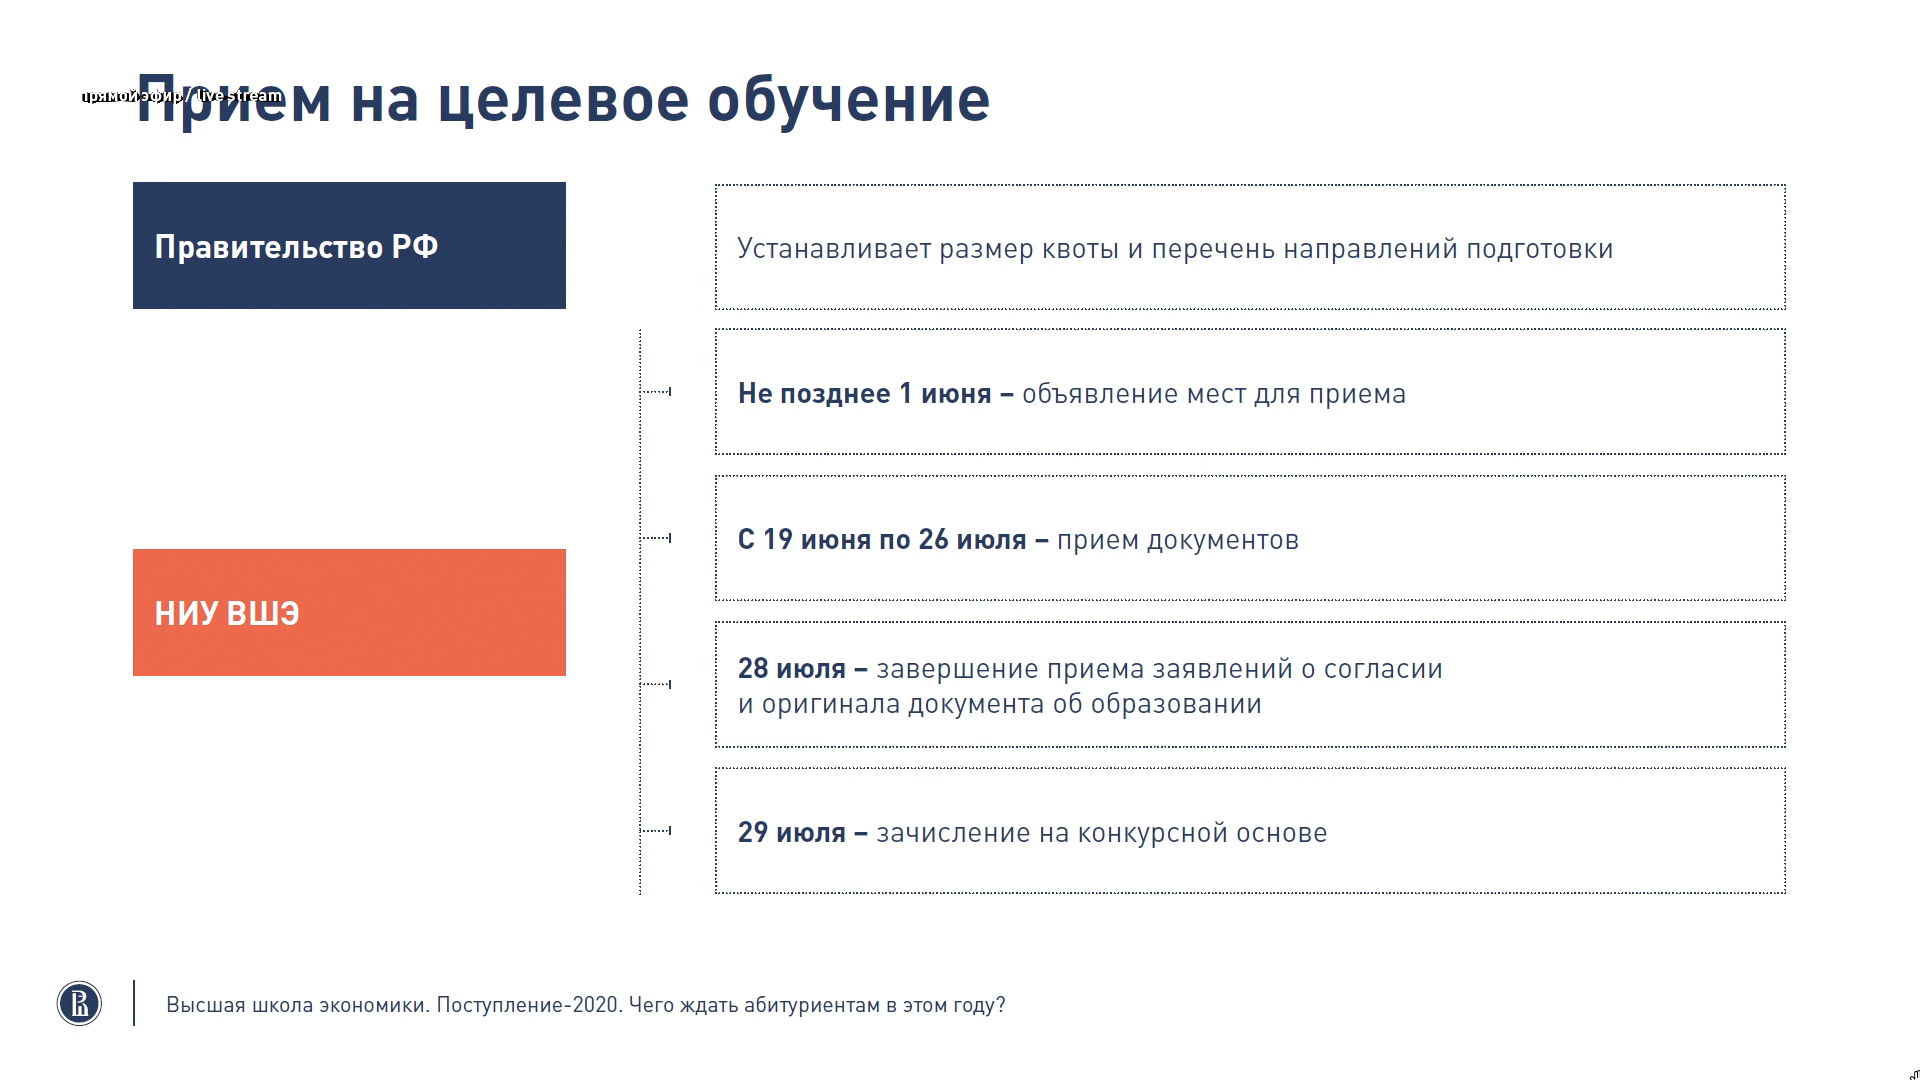 Прием на целевое обучение
прямой эфир / live stream
Правительство РФ
Устанавливает размер квоты и перечень направлений подготовки
Не позднее 1 июня – объявление мест для приема
С 19 июня по 26 июля – прием документов
НИУ ВШЭ
28 июля – завершение приема заявлений о согласии
и оригинала документа об образовании
29 июля – зачисление на конкурсной основе
Высшая школа экономики. Поступление-2020. Чего ждать абитуриентам в этом году?